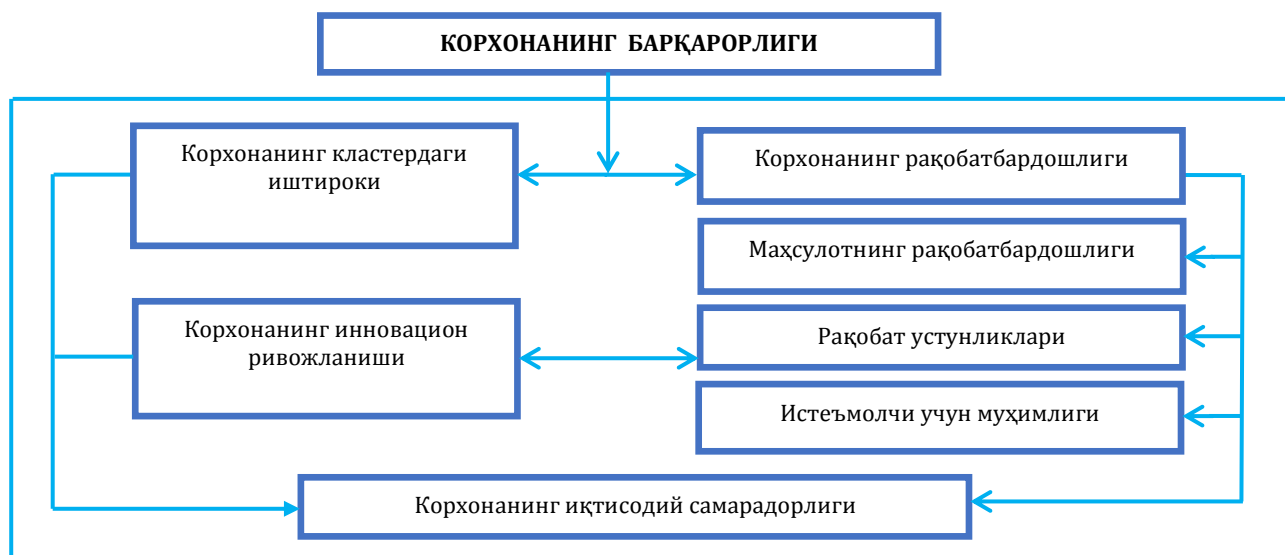 КОРХОНАНИНГ БАРҚАРОРЛИГИ
Корхонанинг кластердаги
иштироки
Корхонанинг рақобатбардошлиги
Маҳсулотнинг рақобатбардошлиги
Корхонанинг инновацион
ривожланиши
Рақобат устунликлари
Истеъмолчи учун муҳимлиги
Корхонанинг иқтисодий самарадорлиги